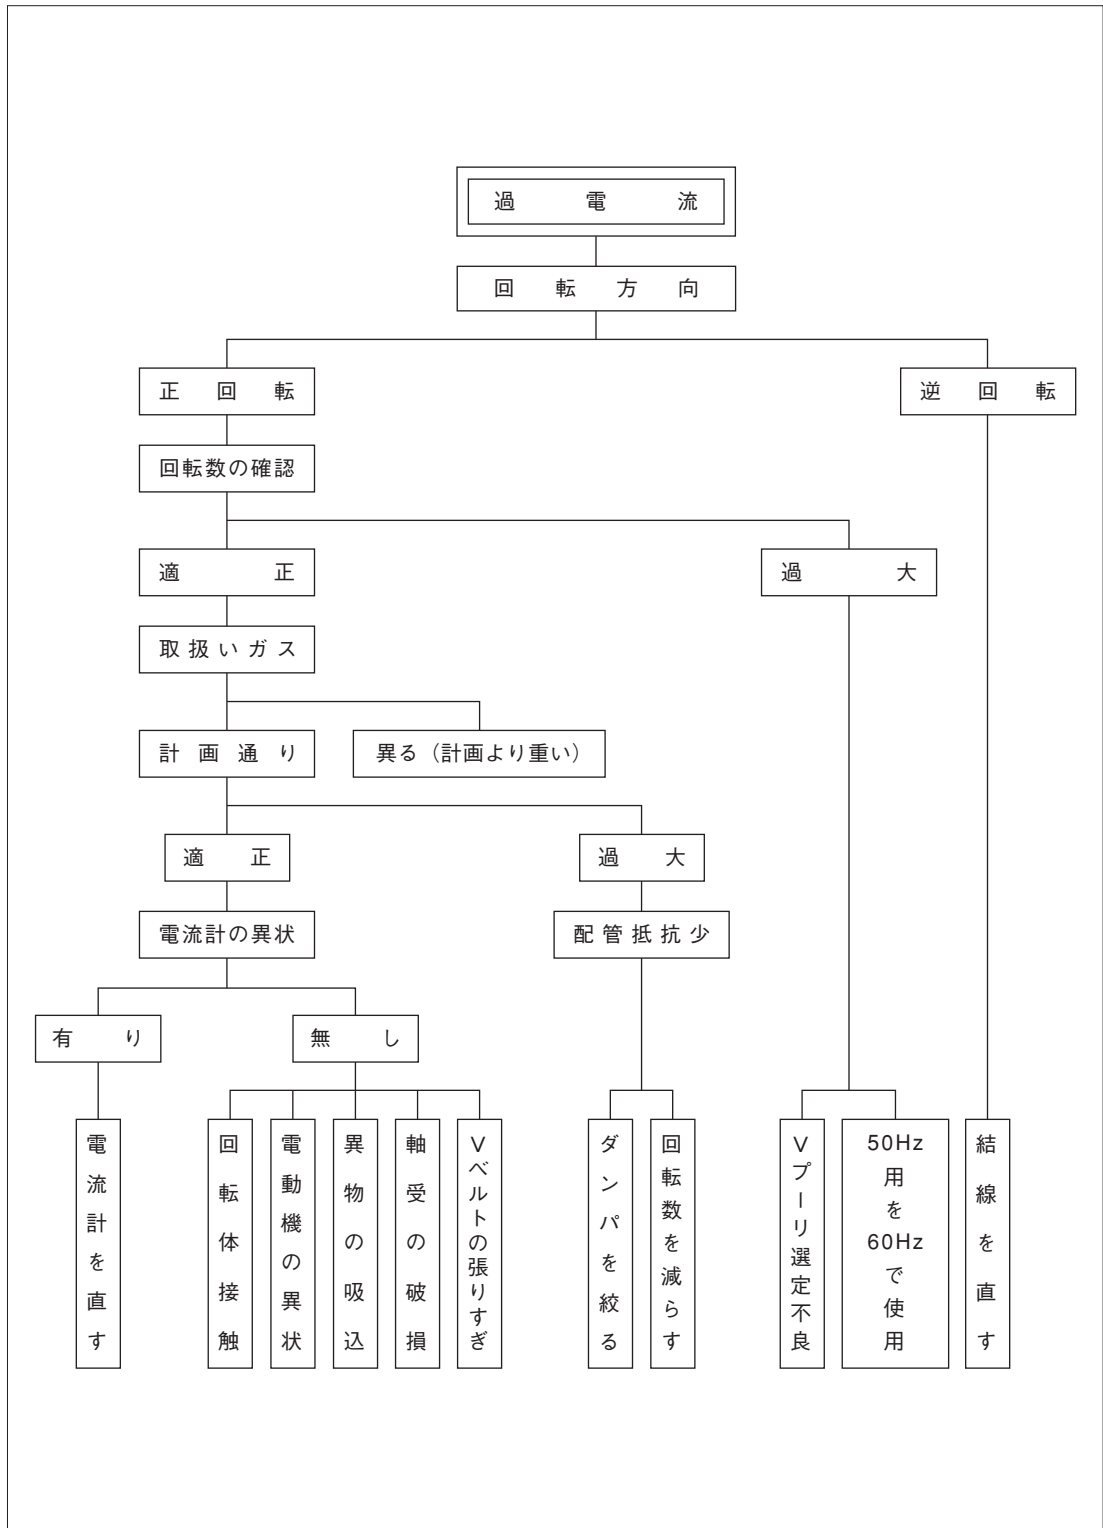 過電流
回転方向
正回転
逆回転
回転数の確認
適正
過大
取扱いガス
計画通り
異る（計画より重い）
適正
過大
電流計の異状
配管抵抗少
有り
無し
電流計を直す
回転体接触
電動機の異状
異物の吸込
軸受の破損
Vベルトの張りすぎ
ダンパを絞る
回転数を減らす
Vプーリ選定不良
50Hz用を60Hzで使用
結線を直す